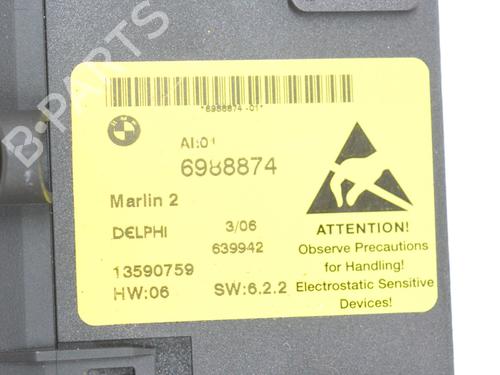 *6988874-01*
AI:01
6988874
Marlin 2
DELPHI 3/06
639942
13590759
HW:06 SW:6.2.2
ATTENTION!
Observe Precautions
for Handling!
Electrostatic Sensitive
Devices!
B-PARTS